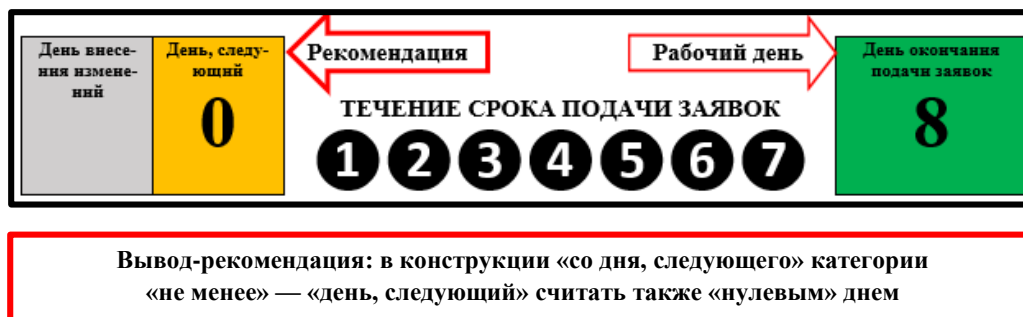 День внесе-
ния измене-
ний
День, следу-
ющий
0
Рекомендация
Рабочий день
ТЕЧЕНИЕ СРОКА ПОДАЧИ ЗАЯВОК
1 2 3 4 5 6 7
День окончания
подачи заявок
8
Вывод-рекомендация: в конструкции «со дня, следующего» категории
«не менее» — «день, следующий» считать также «нулевым» днем